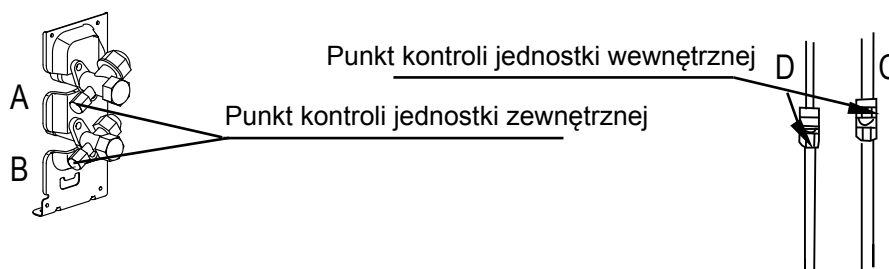 Punkt kontroli jednostki wewnętrznej
D
C
A
Punkt kontroli jednostki zewnętrznej
B